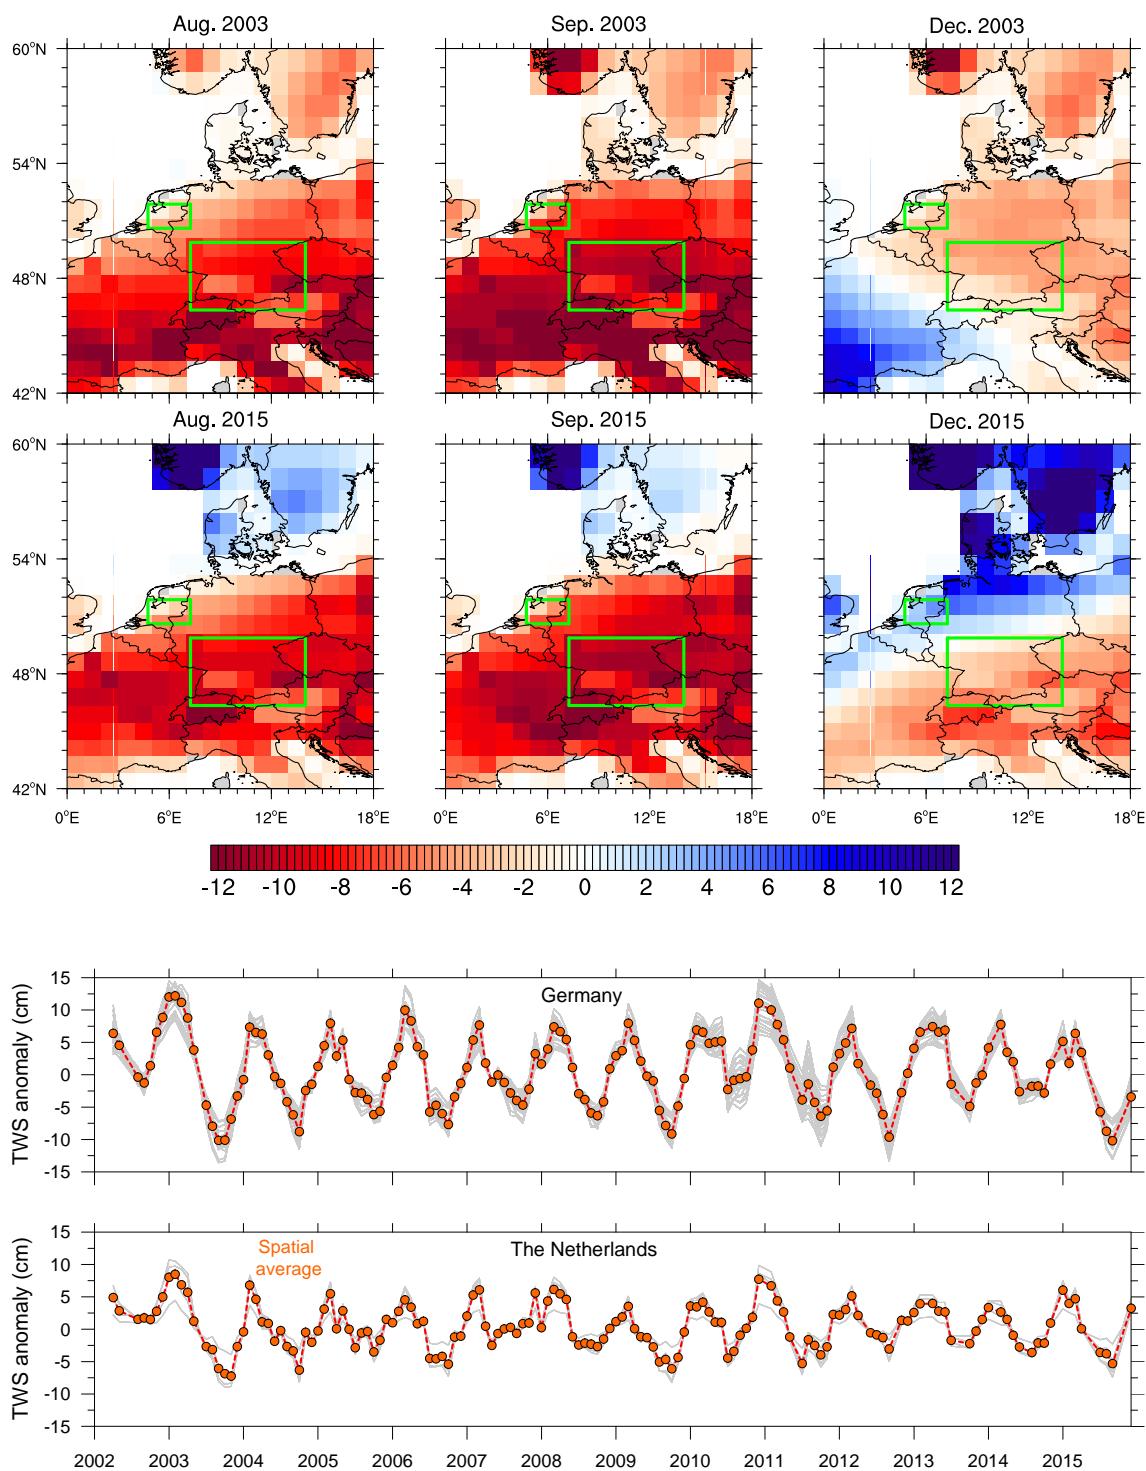 Aug. 2003 Sep. 2003 Dec. 2003
60°N
54°N
48°N
42°N
Aug. 2015 Sep. 2015 Dec. 2015
60°N
54°N
48°N
42°N
0°E 6°E 12°E 18°E 6°E 12°E 0°E 6°E 12°E 18°E
-12 -10 -8 -6 -4 -2 0 2 4 6 8 10 12
TWS anomaly (cm)
15
10
5
0
-5
-10
-15
Germany
TWS anomaly (cm)
15
10
5
0
-5
-10
-15
Spatial
average
The Netherlands
2002 2003 2004 2005 2006 2007 2008 2009 2010 2011 2012 2013 2014 2015